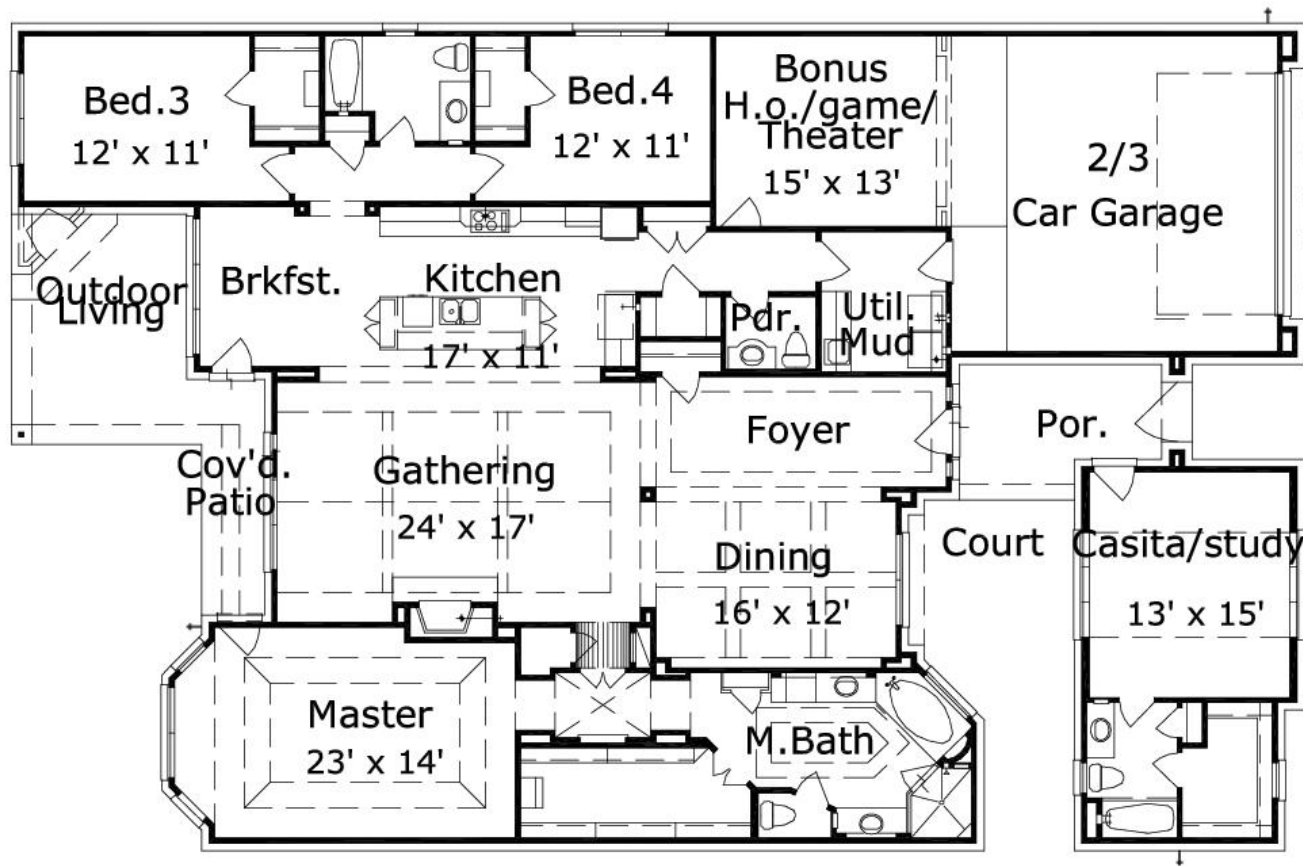 Bed.3
12' x 11'
Bed.4
12' x 11'
Bonus
H.o./game/
Theater
15' x 13'
2/3
Car Garage
Outdoor
Living
Brkfst.
Kitchen
17' x 11'
Pdr.
Util.
Mud
Foyer
Por.
Cov'd.
Patio
Gathering
24' x 17'
Dining
16' x 12'
Court
Casita/study
13' x 15'
Master
23' x 14'
M.Bath